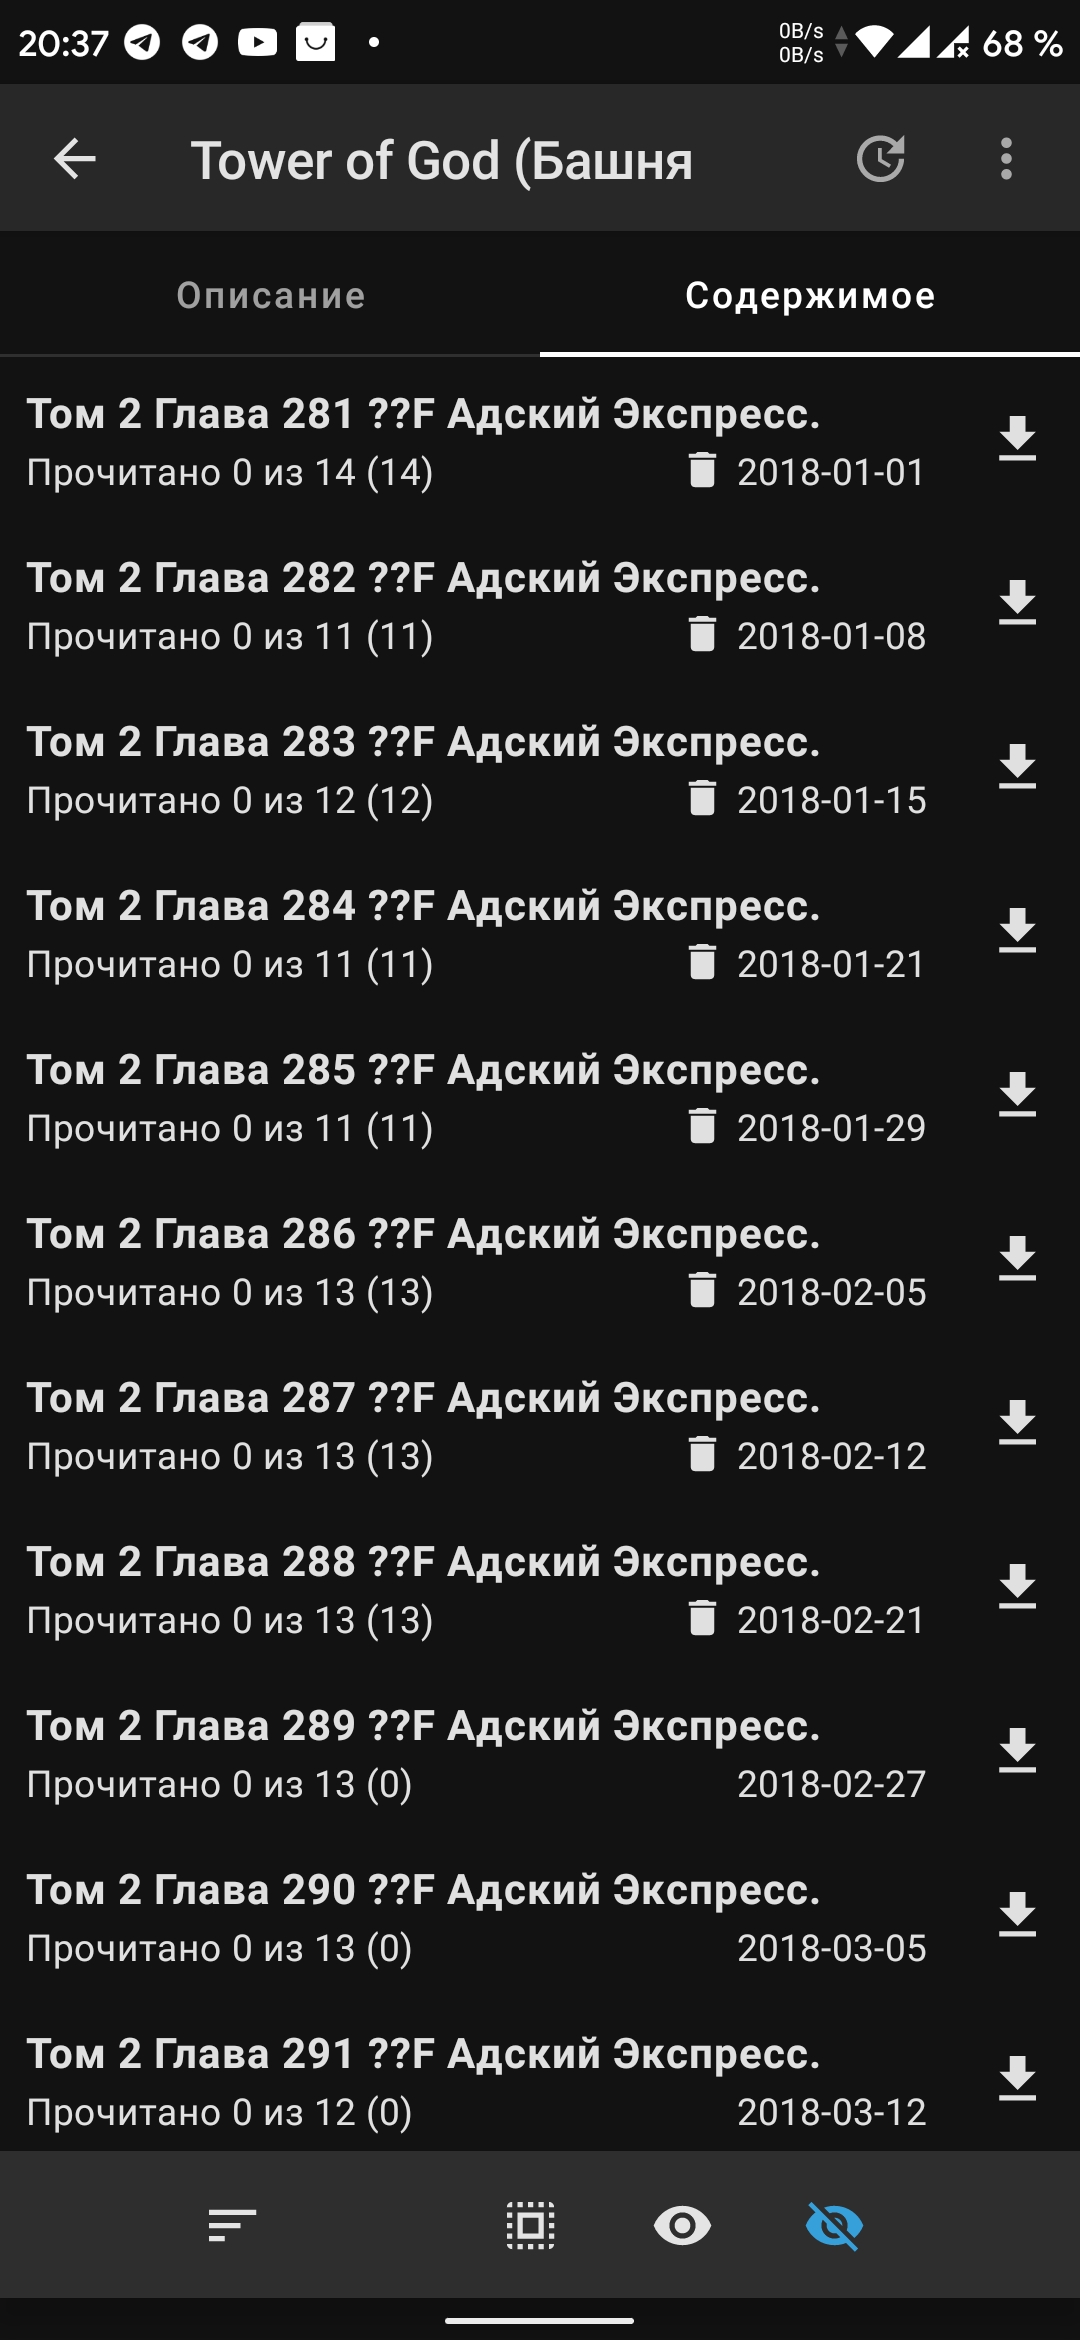 20:37
0B/s
0B/s
68 %
Tower of God (Башня
Описание
Содержимое
Том 2 Глава 281 ??F Адский Экспресс.
Прочитано 0 из 14 (14) 2018-01-01
Том 2 Глава 282 ??F Адский Экспресс.
Прочитано 0 из 11 (11) 2018-01-08
Том 2 Глава 283 ??F Адский Экспресс.
Прочитано 0 из 12 (12) 2018-01-15
Том 2 Глава 284 ??F Адский Экспресс.
Прочитано 0 из 11 (11) 2018-01-21
Том 2 Глава 285 ??F Адский Экспресс.
Прочитано 0 из 11 (11) 2018-01-29
Том 2 Глава 286 ??F Адский Экспресс.
Прочитано 0 из 13 (13) 2018-02-05
Том 2 Глава 287 ??F Адский Экспресс.
Прочитано 0 из 13 (13) 2018-02-12
Том 2 Глава 288 ??F Адский Экспресс.
Прочитано 0 из 13 (13) 2018-02-21
Том 2 Глава 289 ??F Адский Экспресс.
Прочитано 0 из 13 (0) 2018-02-27
Том 2 Глава 290 ??F Адский Экспресс.
Прочитано 0 из 13 (0) 2018-03-05
Том 2 Глава 291 ??F Адский Экспресс.
Прочитано 0 из 12 (0) 2018-03-12